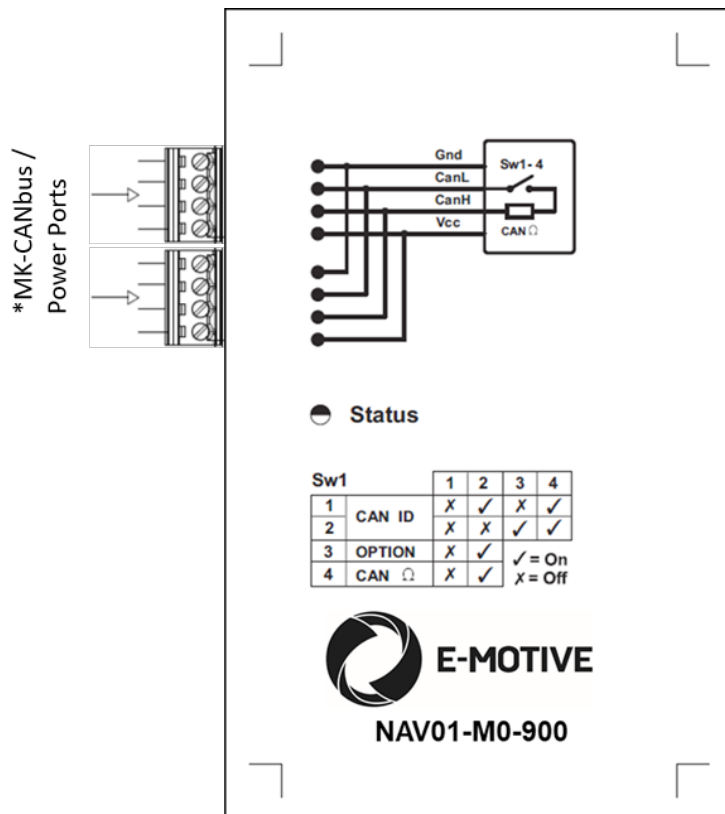 *MK-CANbus /
Power Ports
Gnd
CanL
CanH
Vcc
Sw1- 4
CAN Ω
Status
Sw1 1 2 3 4
1 CAN ID ✗ ✓ ✗ ✓
2 ✗ ✗ ✓ ✓
3 OPTION ✗ ✓ ✓= On
4 CAN Ω ✗ ✓ ✗= Off
E-MOTIVE
NAV01-M0-900